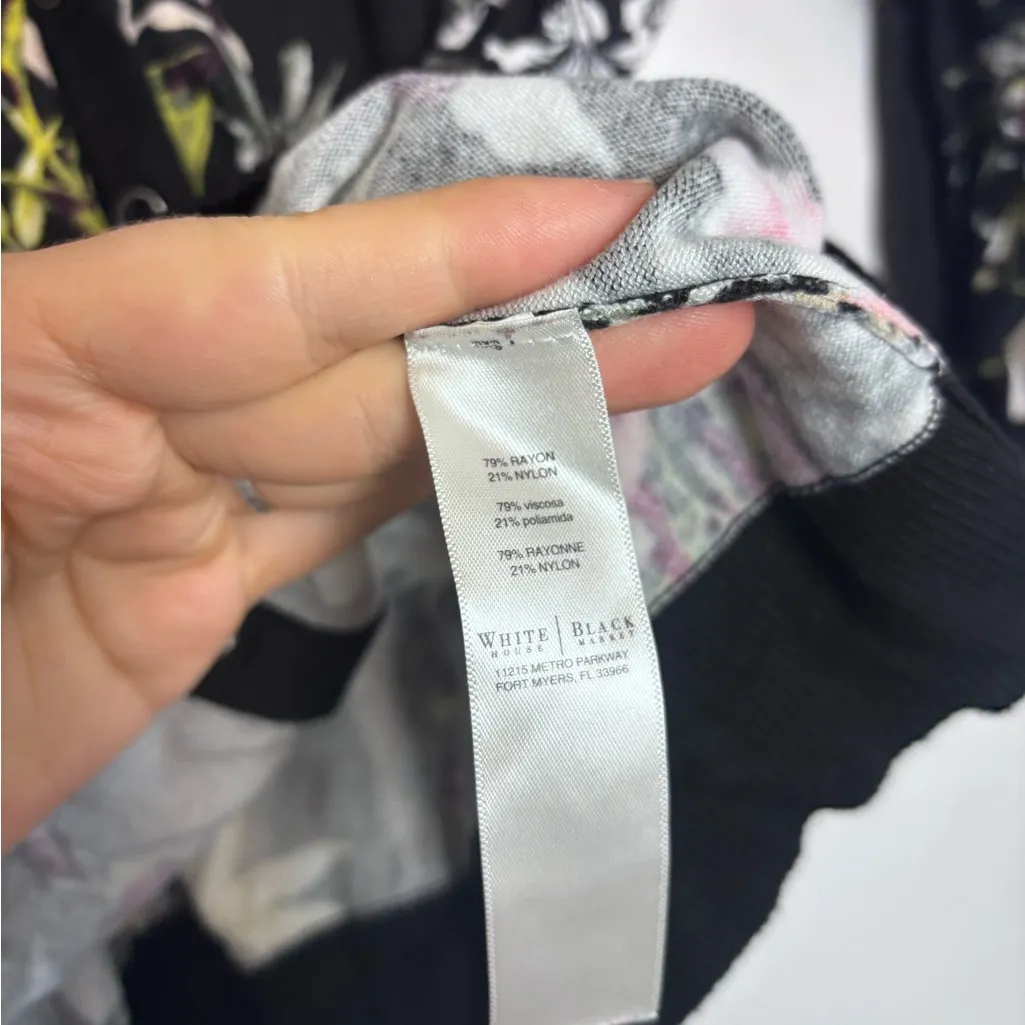 79% RAYON
21% NYLON
79% viscosa
21% poliamida
79% RAYONNE
21% NYLON
WHITE | BLACK
HOUSE MARKET
11215 METRO PARKWAY
FORT MYERS, FL 33966